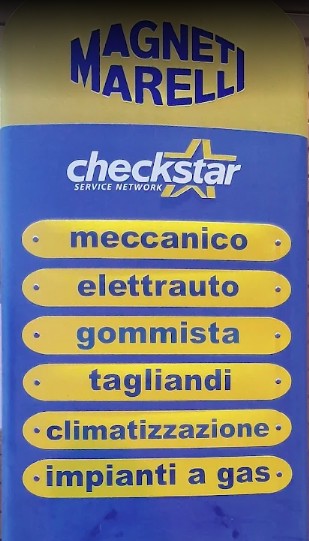 MAGNETI
MARELLI
checkstar
SERVICE NETWORK
meccanico
elettrauto
gommista
tagliandi
climatizzazione
impianti a gas